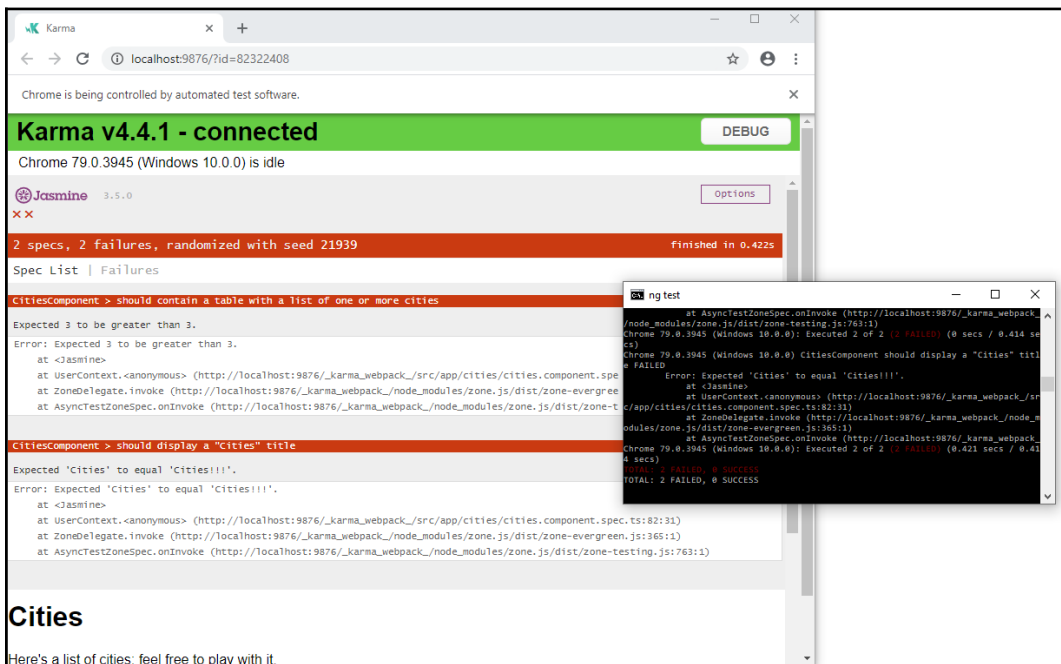 Karma
localhost:9876/?id=82322408
Chrome is being controlled by automated test software.
Karma v4.4.1 - connected
DEBUG
Chrome 79.0.3945 (Windows 10.0.0) is idle
Jasmine 3.5.0
Options
××
2 specs, 2 failures, randomized with seed 21939
finished in 0.422s
Spec List | Failures
CitiesComponent > should contain a table with a list of one or more cities
Expected 3 to be greater than 3.
Error: Expected 3 to be greater than 3.
at <Jasmine>
at UserContext.<anonymous> (http://localhost:9876/_karma_webpack_/src/app/cities/cities.component.spe
at ZoneDelegate.invoke (http://localhost:9876/_karma_webpack_/node_modules/zone.js/dist/zone-evergree
at AsyncTestZoneSpec.onInvoke (http://localhost:9876/_karma_webpack_/node_modules/zone.js/dist/zone-t
CitiesComponent > should display a "Cities" title
Expected 'Cities' to equal 'Cities!!!'.
Error: Expected 'Cities' to equal 'Cities!!!'.
at <Jasmine>
at UserContext.<anonymous> (http://localhost:9876/_karma_webpack_/src/app/cities/cities.component.spec.ts:82:31)
at ZoneDelegate.invoke (http://localhost:9876/_karma_webpack_/node_modules/zone.js/dist/zone-evergreen.js:365:1)
at AsyncTestZoneSpec.onInvoke (http://localhost:9876/_karma_webpack_/node_modules/zone.js/dist/zone-testing.js:763:1)
Cities
Here's a list of cities: feel free to play with it.
ng test
at AsyncTestZoneSpec.onInvoke (http://localhost:9876/_karma_webpack_
/node_modules/zone.js/dist/zone-testing.js:763:1)
Chrome 79.0.3945 (Windows 10.0.0): Executed 2 of 2 (2 FAILED) (0 secs / 0.414 se
cs)
Chrome 79.0.3945 (Windows 10.0.0) CitiesComponent should display a "Cities" titl
e FAILED
Error: Expected 'Cities' to equal 'Cities!!!'.
at <Jasmine>
at UserContext.<anonymous> (http://localhost:9876/_karma_webpack_/sr
c/app/cities/cities.component.spec.ts:82:31)
at ZoneDelegate.invoke (http://localhost:9876/_karma_webpack_/node_m
odules/zone.js/dist/zone-evergreen.js:365:1)
at AsyncTestZoneSpec.onInvoke (http://localhost:9876/_karma_webpack_
Chrome 79.0.3945 (Windows 10.0.0): Executed 2 of 2 (2 FAILED) (0.421 secs / 0.41
4 secs)
TOTAL: 2 FAILED, 0 SUCCESS
TOTAL: 2 FAILED, 0 SUCCESS